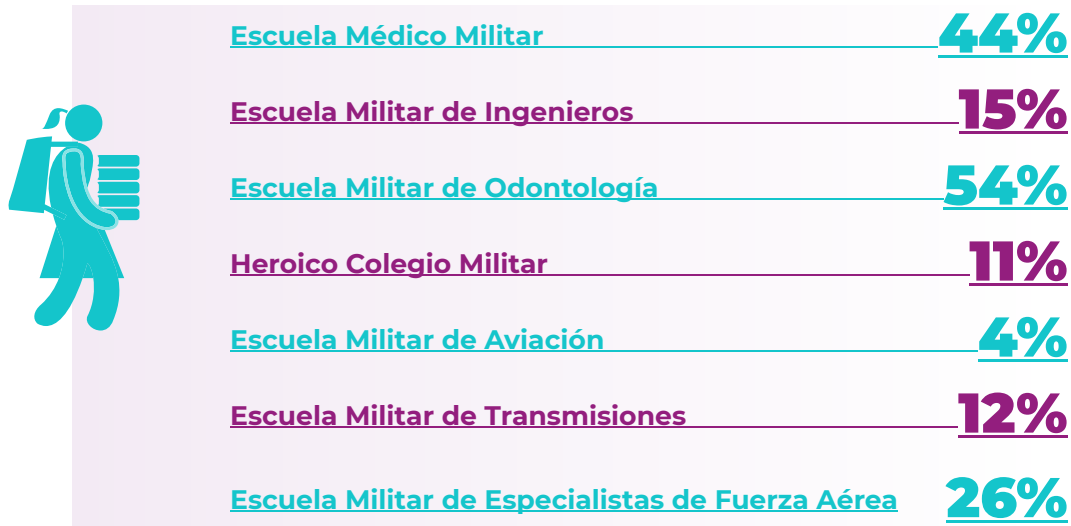 Escuela Médico Militar 44%
Escuela Militar de Ingenieros 15%
Escuela Militar de Odontología 54%
Heroico Colegio Militar 11%
Escuela Militar de Aviación 4%
Escuela Militar de Transmisiones 12%
Escuela Militar de Especialistas de Fuerza Aérea 26%